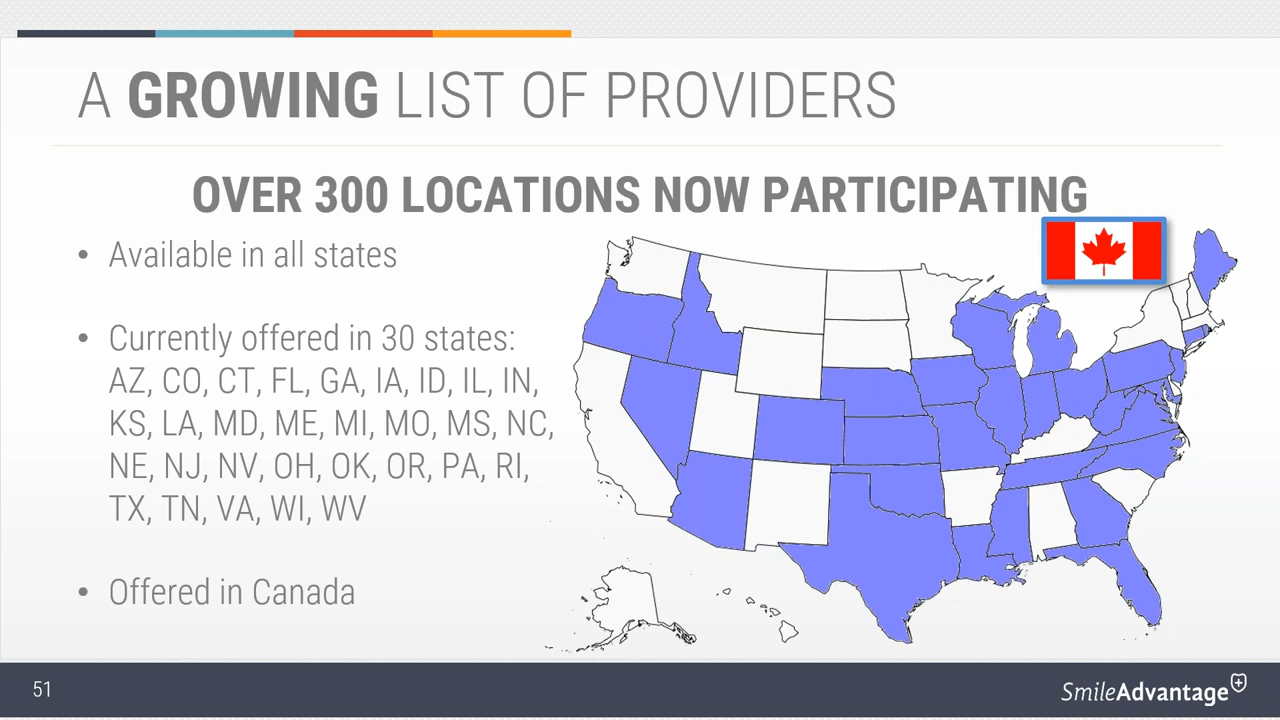 A GROWING LIST OF PROVIDERS
OVER 300 LOCATIONS NOW PARTICIPATING
• Available in all states
• Currently offered in 30 states:
AZ, CO, CT, FL, GA, IA, ID, IL, IN,
KS, LA, MD, ME, MI, MO, MS, NC,
NE, NJ, NV, OH, OK, OR, PA, RI,
TX, TN, VA, WI, WV
• Offered in Canada
51
SmileAdvantage